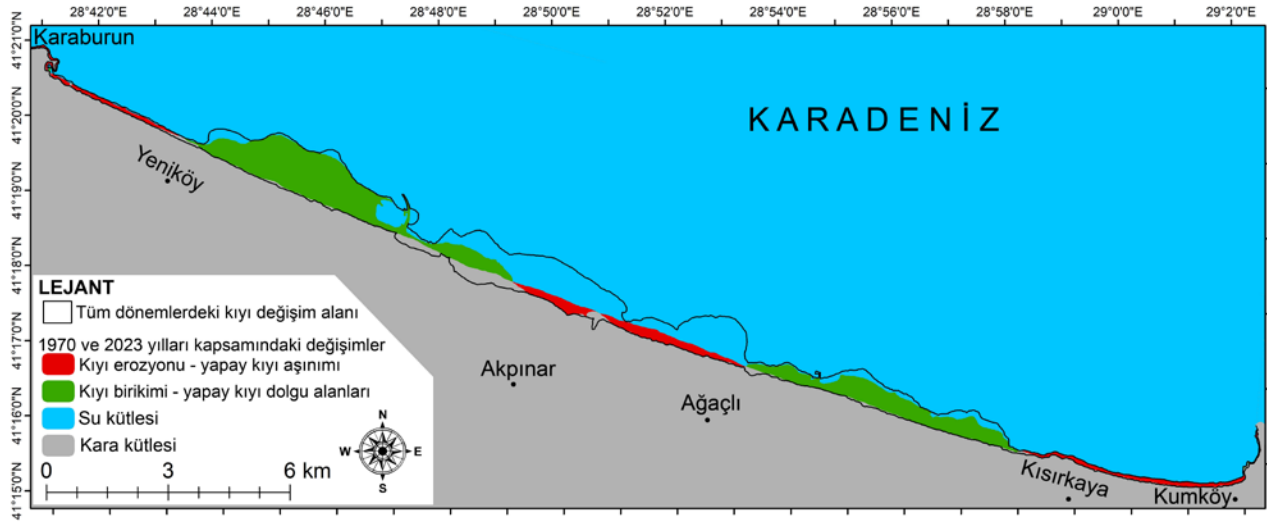 28°42'0"E 28°44'0"E 28°46'0"E 28°48'0"E 28°50'0"E 28°52'0"E 28°54'0"E 28°56'0"E 28°58'0"E 29°0'0"E 29°2'0"E
41°21'0"N
Karaburun
41°20'0"N
KARADENİZ
Yeniköy
41°19'0"N
41°18'0"N
LEJANT
Tüm dönemlerdeki kıyı değişim alanı
41°17'0"N
1970 ve 2023 yılları kapsamındaki değişimler
Kıyı erozyonu - yapay kıyı aşınımı
Akpınar
Kıyı birikimi - yapay kıyı dolgu alanları
Ağaçlı
41°16'0"N
Su kütlesi
Kara kütlesi
N
W E
S
0 3 6 km
41°15'0"N
Kısırkaya
Kumköy